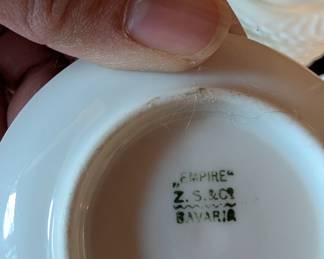 „EMPIRE“
Z. S. & Cº
BAVARIA